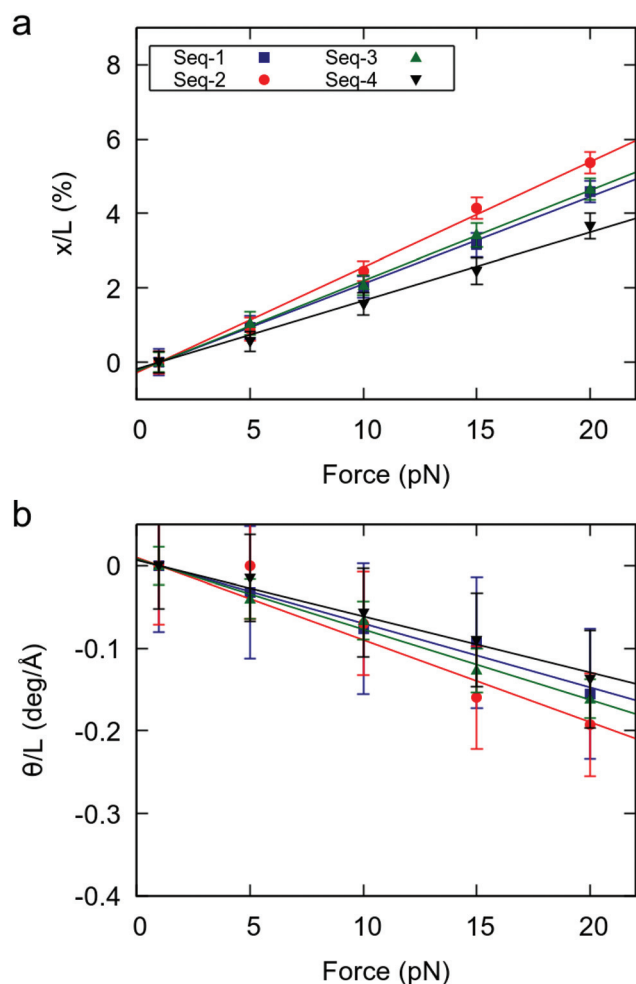 a
8
6
4
2
0
x/L (%)
Seq-1 Seq-3
Seq-2 Seq-4
0 5 10 15 20
Force (pN)
b
0
-0.1
-0.2
-0.3
-0.4
θ/L (deg/Å)
0 5 10 15 20
Force (pN)